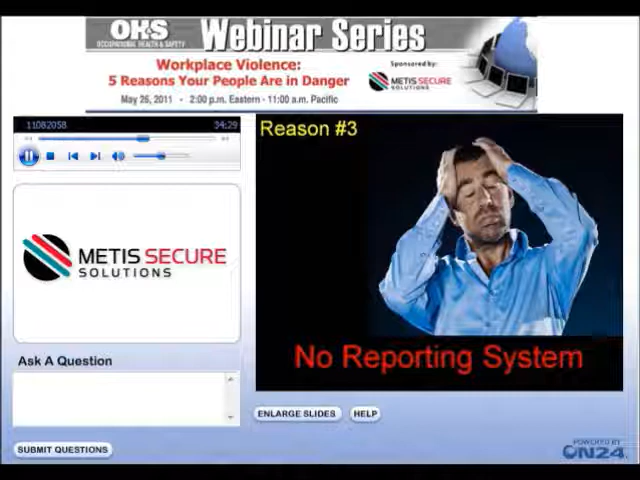 OH&S
OCCUPATIONAL HEALTH & SAFETY
Webinar Series
Workplace Violence:
5 Reasons Your People Are in Danger
May 26, 2011 • 2:00 p.m. Eastern - 11:00 a.m. Pacific
Sponsored by:
METIS SECURE
SOLUTIONS
11082058
34:29
Reason #3
METIS SECURE
SOLUTIONS
No Reporting System
Ask A Question
ENLARGE SLIDES
HELP
SUBMIT QUESTIONS
POWERED BY
ON24